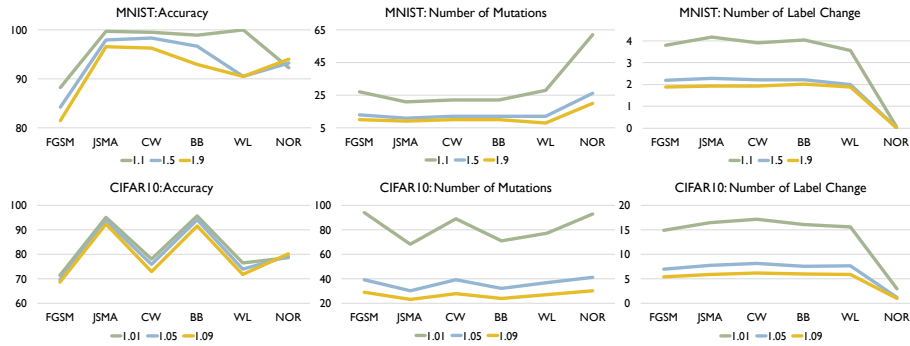 MNIST: Accuracy
100
90
80
FGSM JSMA CW BB WL NOR
1.1 1.5 1.9
MNIST: Number of Mutations
65
45
25
5
FGSM JSMA CW BB WL NOR
1.1 1.5 1.9
MNIST: Number of Label Change
4
3
2
1
0
FGSM JSMA CW BB WL NOR
1.1 1.5 1.9
CIFAR10: Accuracy
100
90
80
70
60
FGSM JSMA CW BB WL NOR
1.01 1.05 1.09
CIFAR10: Number of Mutations
100
80
60
40
20
FGSM JSMA CW BB WL NOR
1.01 1.05 1.09
CIFAR10: Number of Label Change
20
15
10
5
0
FGSM JSMA CW BB WL NOR
1.01 1.05 1.09